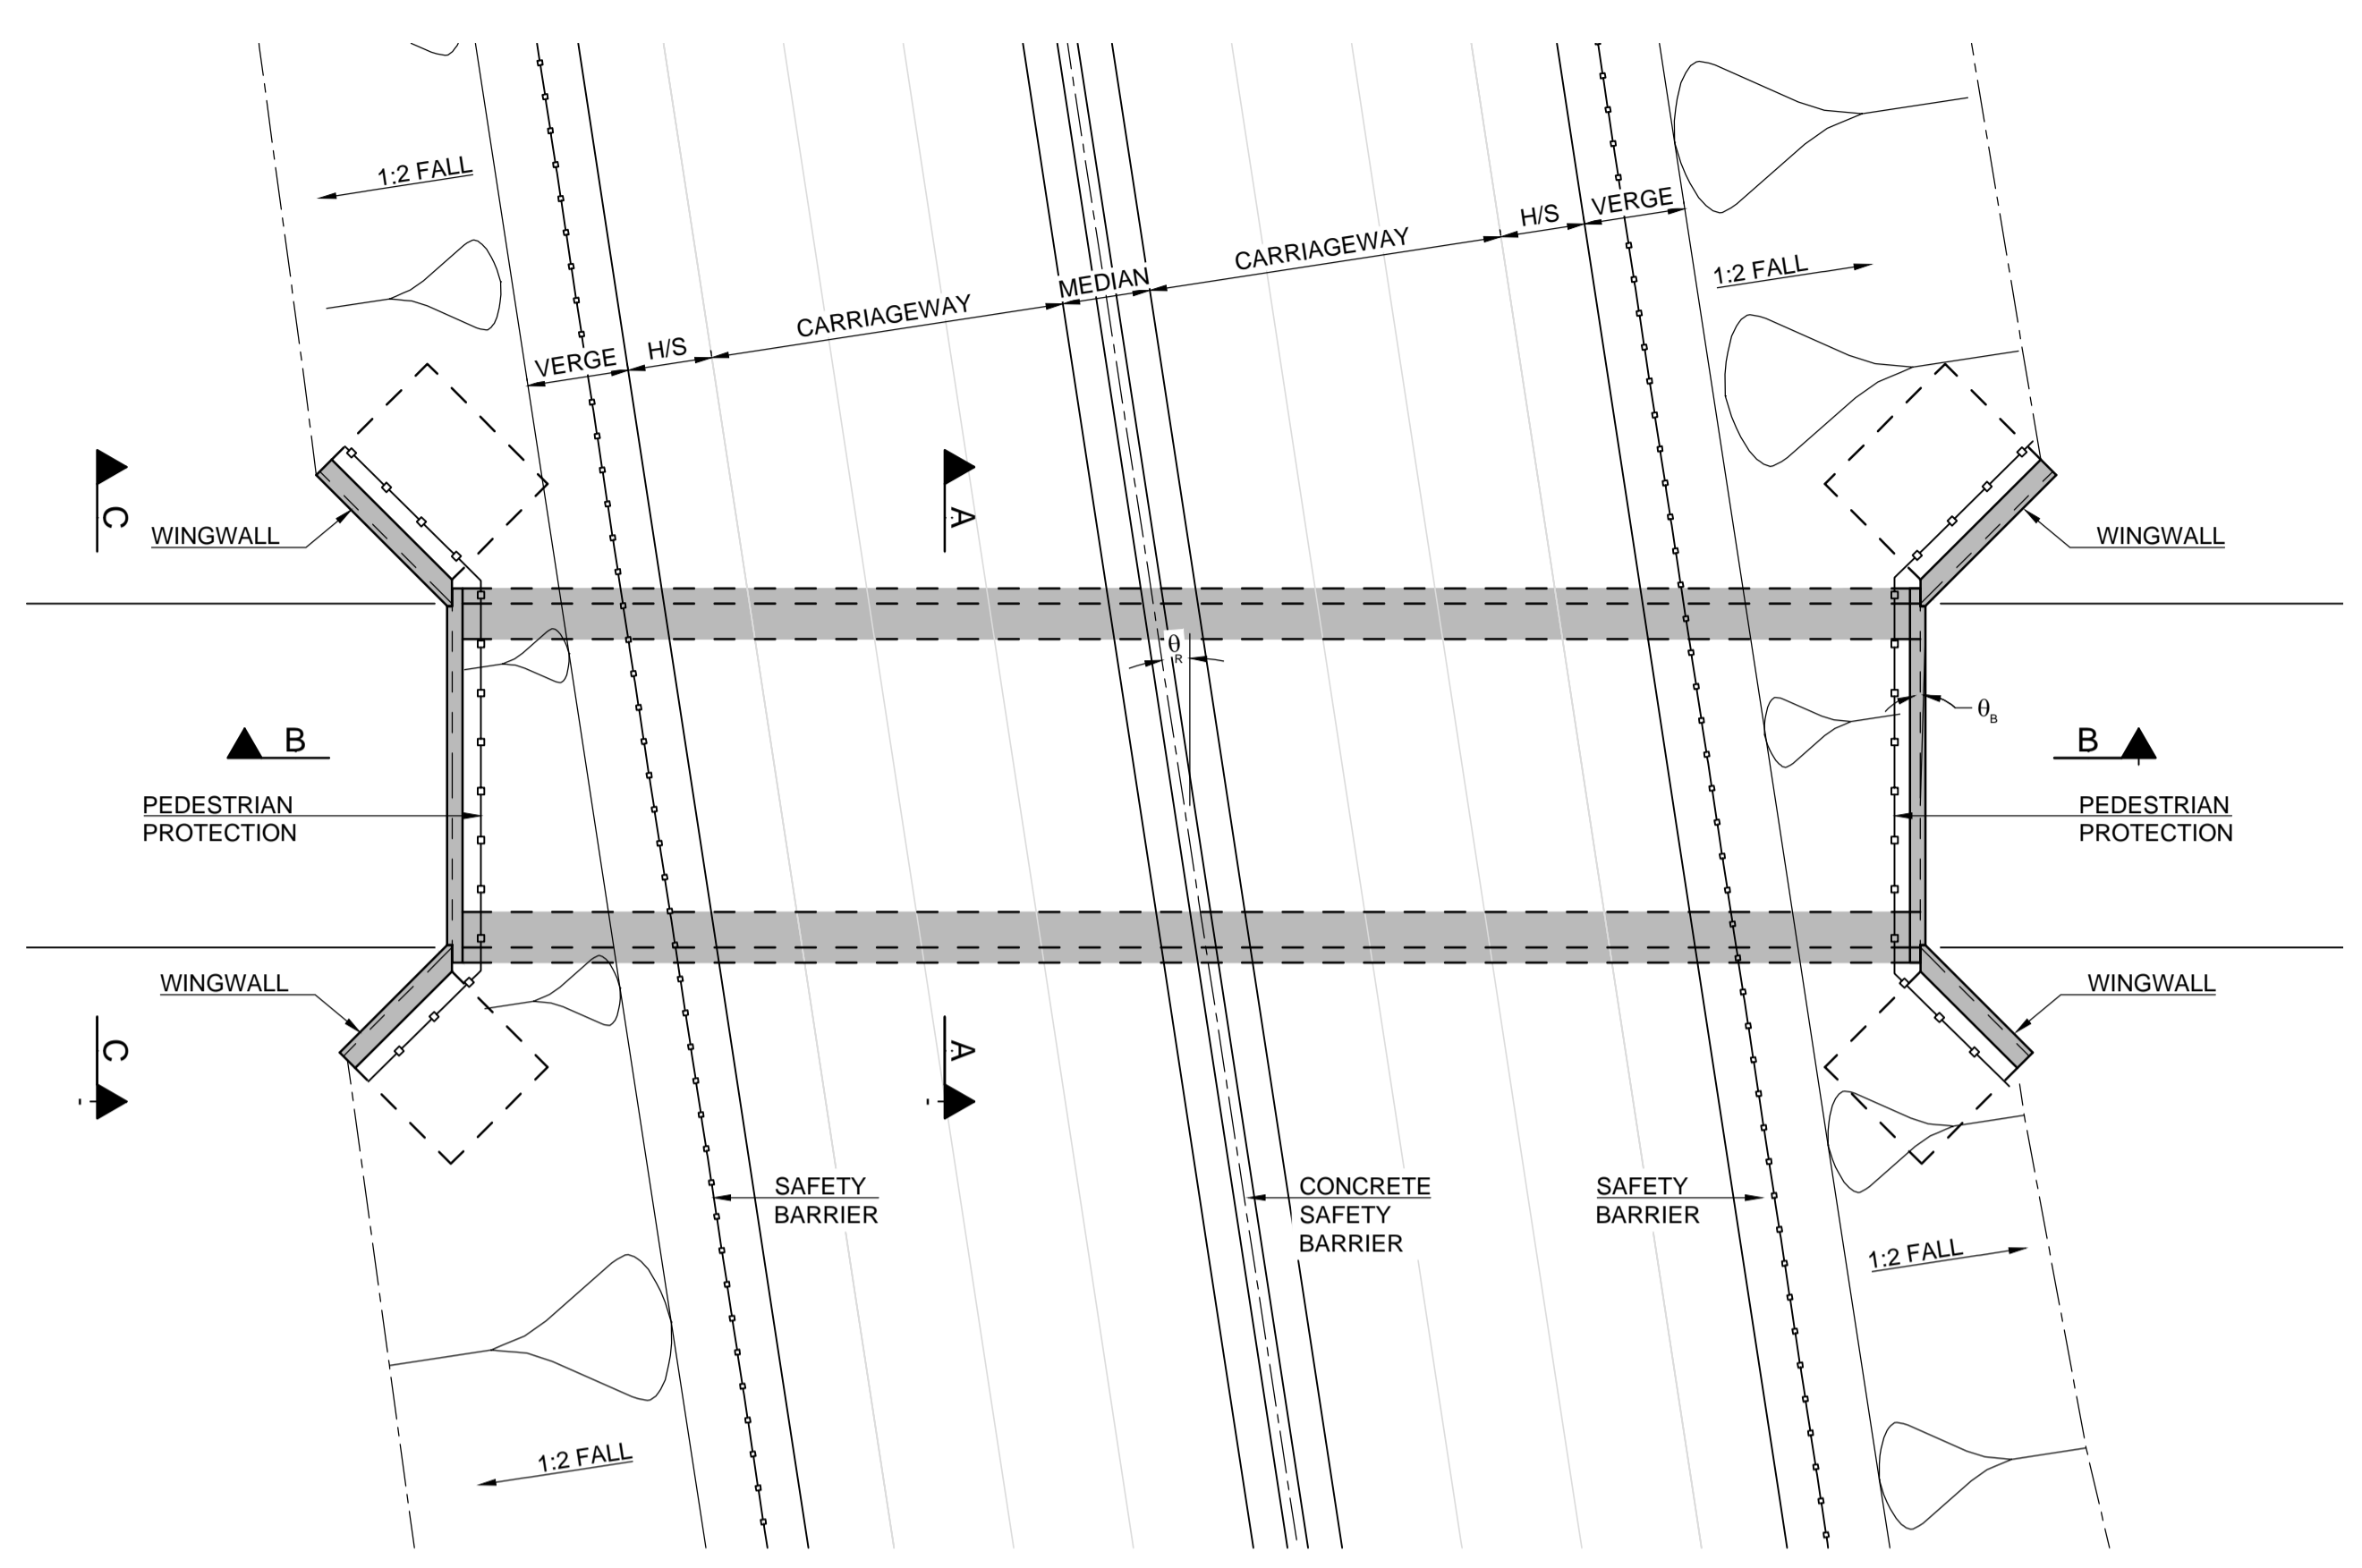 1:2 FALL
VERGE
H/S
CARRIAGEWAY
MEDIAN
CARRIAGEWAY
H/S
VERGE
1:2 FALL
C
A
WINGWALL
WINGWALL
θR
θB
B
B
PEDESTRIAN
PROTECTION
PEDESTRIAN
PROTECTION
WINGWALL
WINGWALL
C
A
SAFETY
BARRIER
CONCRETE
SAFETY
BARRIER
SAFETY
BARRIER
1:2 FALL
1:2 FALL